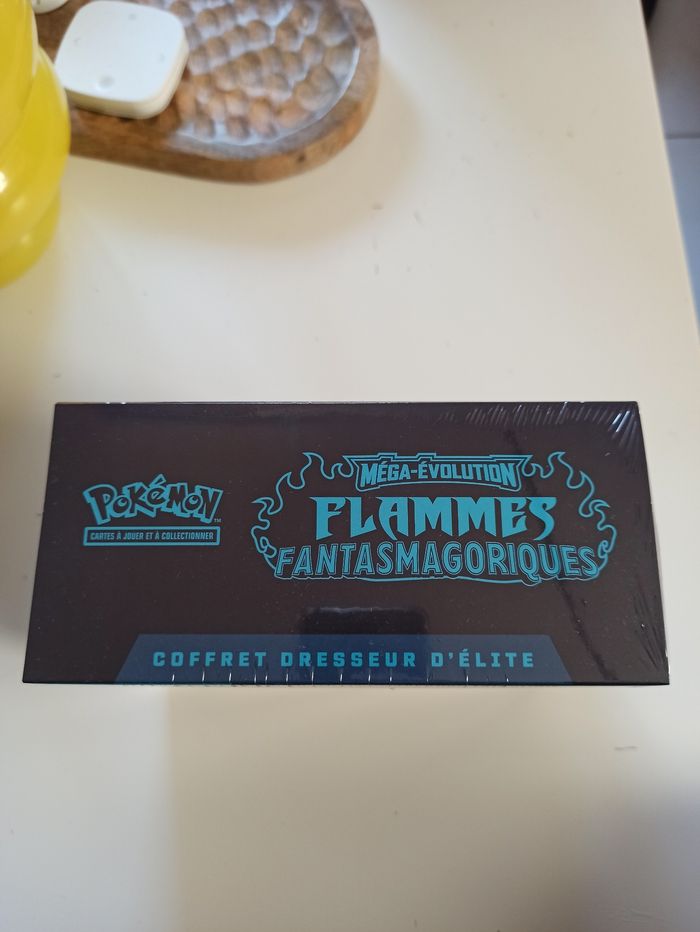 POKéMON
CARTES À JOUER ET À COLLECTIONNER
MÉGA-ÉVOLUTION
FLAMMES
FANTASMAGORIQUES
COFFRET DRESSEUR D'ÉLITE